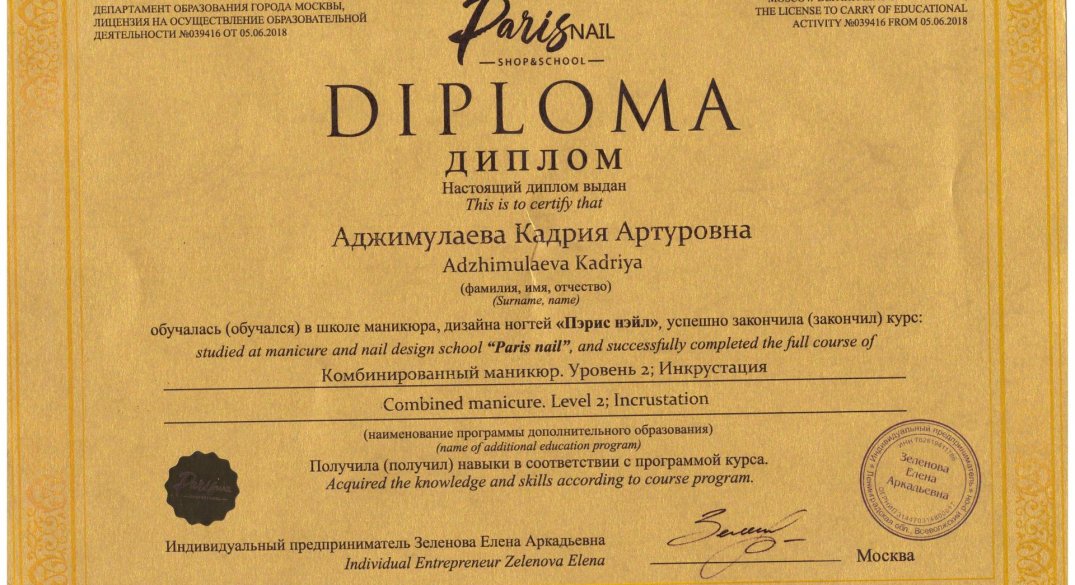 ДЕПАРТАМЕНТ ОБРАЗОВАНИЯ ГОРОДА МОСКВЫ,
ЛИЦЕНЗИЯ НА ОСУЩЕСТВЛЕНИЕ ОБРАЗОВАТЕЛЬНОЙ
ДЕЯТЕЛЬНОСТИ №039416 ОТ 05.06.2018
THE LICENSE TO CARRY OF EDUCATIONAL
ACTIVITY №039416 FROM 05.06.2018
Paris NAIL
SHOP&SCHOOL
DIPLOMA
ДИПЛОМ
Настоящий диплом выдан
This is to certify that
Аджимулаева Кадрия Артуровна
Adzhimulaeva Kadriya
(фамилия, имя, отчество)
(Surname, name)
обучалась (обучался) в школе маникюра, дизайна ногтей «Пэрис нэйл», успешно закончила (закончил) курс:
studied at manicure and nail design school “Paris nail”, and successfully completed the full course of
Комбинированный маникюр. Уровень 2; Инкрустация
Combined manicure. Level 2; Incrustation
(наименование программы дополнительного образования)
(name of additional education program)
Получила (получил) навыки в соответствии с программой курса.
Acquired the knowledge and skills according to course program.
Индивидуальный предприниматель
Зеленова
Елена
Аркадьевна
Ленинградская обл., Всеволожский р-он
Индивидуальный предприниматель Зеленова Елена Аркадьевна
Individual Entrepreneur Zelenova Elena
Москва